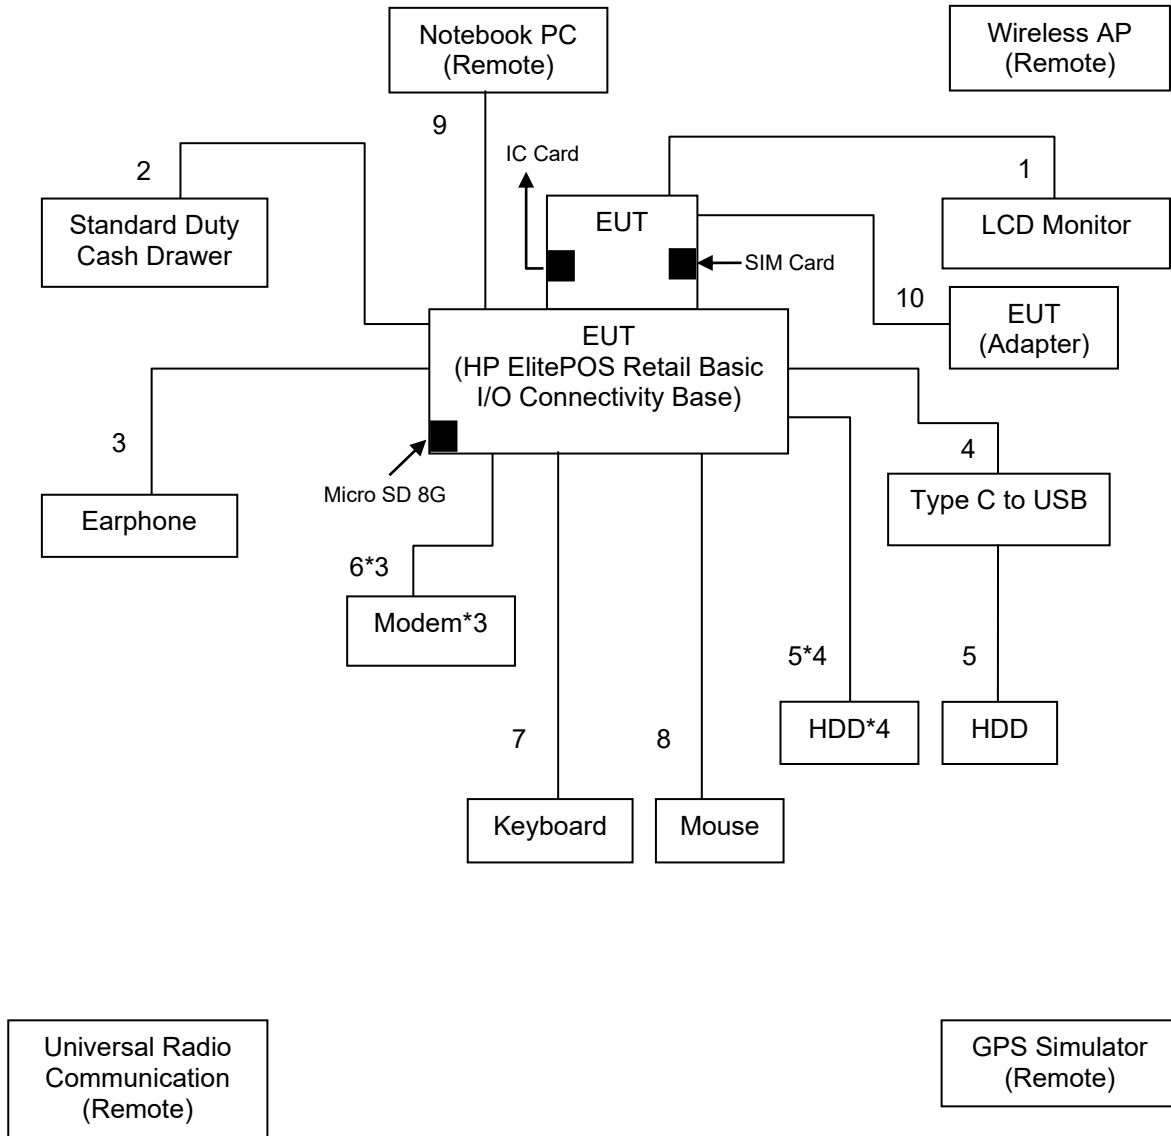 Notebook PC
(Remote)
Wireless AP
(Remote)
9
IC Card
2
1
Standard Duty
Cash Drawer
EUT
LCD Monitor
SIM Card
10
EUT
(Adapter)
EUT
(HP ElitePOS Retail Basic
I/O Connectivity Base)
3
4
Micro SD 8G
Earphone
Type C to USB
6*3
Modem*3
5*4
5
HDD*4
HDD
7
8
Keyboard
Mouse
Universal Radio
Communication
(Remote)
GPS Simulator
(Remote)